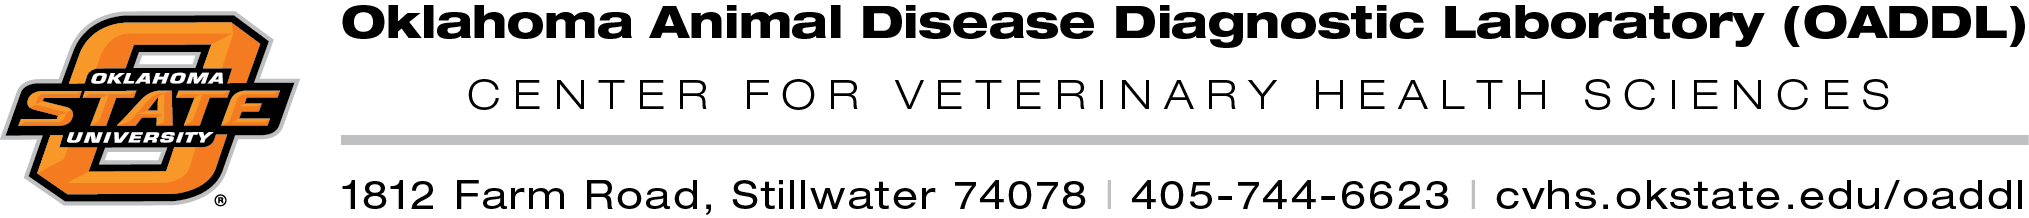 OKLAHOMA
STATE
UNIVERSITY
®
Oklahoma Animal Disease Diagnostic Laboratory (OADDL)
CENTER FOR VETERINARY HEALTH SCIENCES
1812 Farm Road, Stillwater 74078 | 405-744-6623 | cvhs.okstate.edu/oaddl